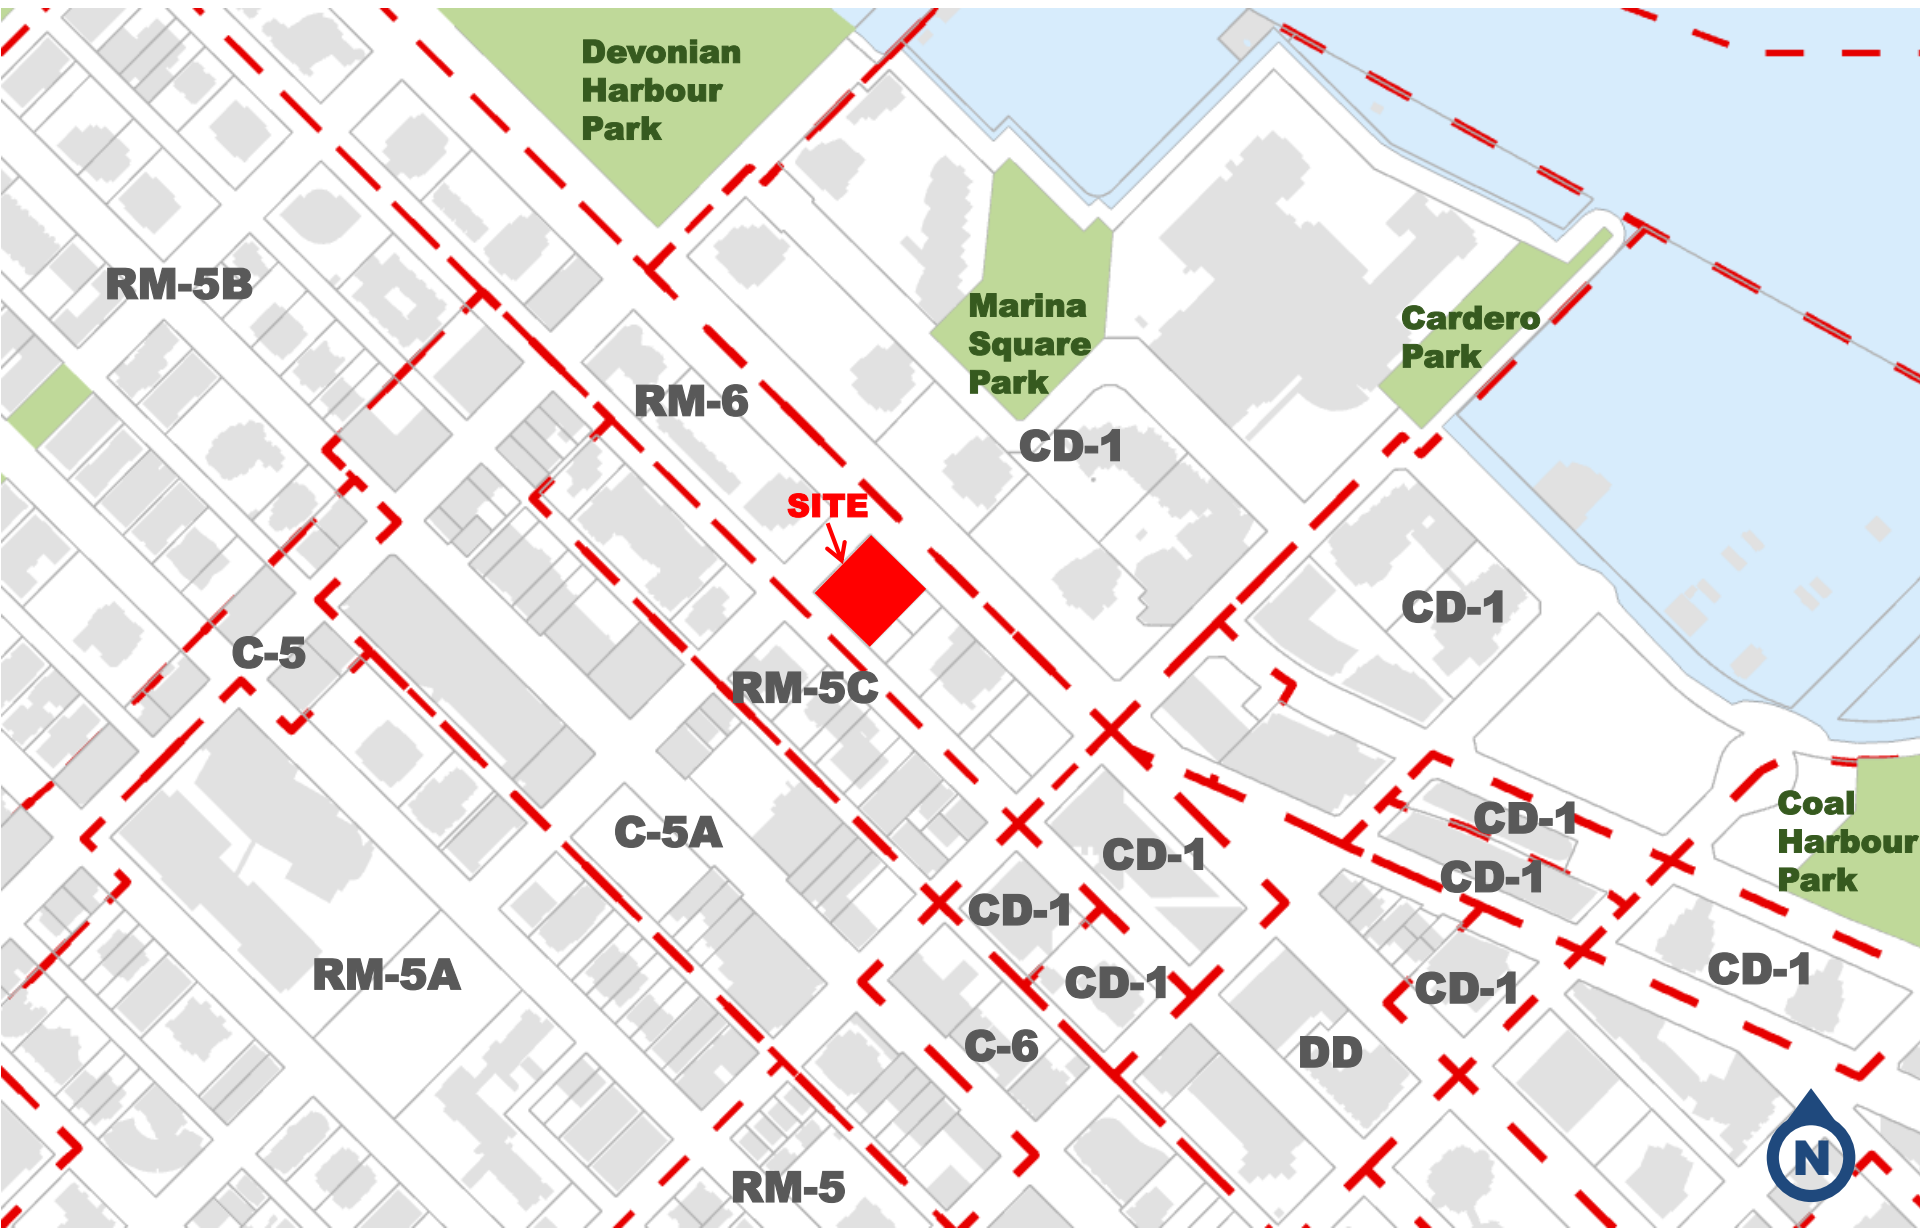 Devonian
Harbour
Park
RM-5B
Marina
Square
Park
Cardero
Park
RM-6
CD-1
SITE
CD-1
C-5
RM-5C
CD-1
Coal
Harbour
Park
C-5A
CD-1
CD-1
CD-1
RM-5A
CD-1
CD-1
CD-1
C-6
DD
N
RM-5